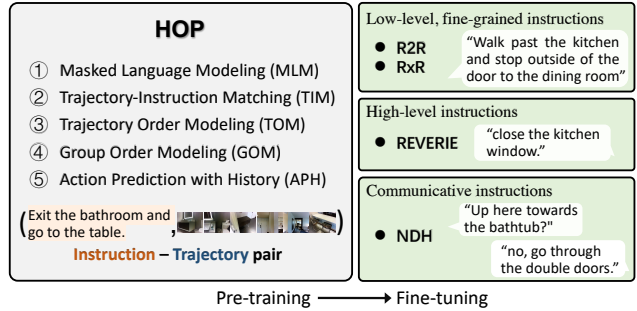 HOP
① Masked Language Modeling (MLM)
② Trajectory-Instruction Matching (TIM)
③ Trajectory Order Modeling (TOM)
④ Group Order Modeling (GOM)
⑤ Action Prediction with History (APH)
(Exit the bathroom and
go to the table. , )
Instruction – Trajectory pair
Low-level, fine-grained instructions
● R2R
● RxR
“Walk past the kitchen
and stop outside of the
door to the dining room”
High-level instructions
● REVERIE
“close the kitchen
window.”
Communicative instructions
● NDH
“Up here towards
the bathtub?"
“no, go through
the double doors.”
Pre-training → Fine-tuning